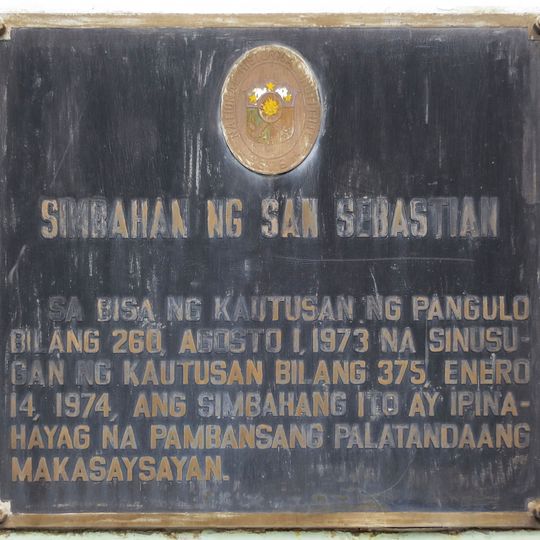 SIMBAHAN NG SAN SEBASTIAN
SA BISA NG KAUTUSAN NG PANGULO
BILANG 260, AGOSTO 1, 1973 NA SINUSU-
GAN NG KAUTUSAN BILANG 375, ENERO
14, 1974, ANG SIMBAHANG ITO AY IPINA-
HAYAG NA PAMBANSANG PALATANDAANG
MAKASAYSAYAN.